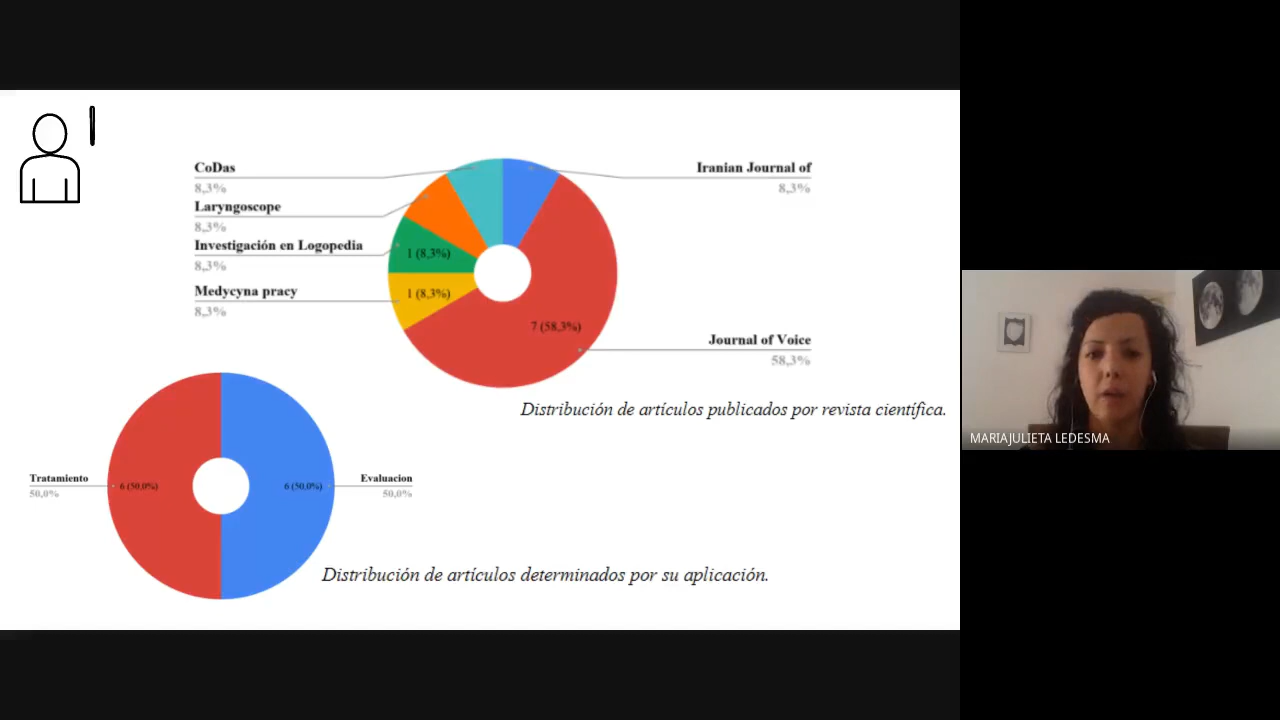 CoDas
8,3%
Laryngoscope
8,3%
Investigación en Logopedia
8,3%
Medycyna pracy
8,3%
1 (8,3%)
1 (8,3%)
7 (58,3%)
Iranian Journal of
8,3%
Journal of Voice
58,3%
Distribución de artículos publicados por revista científica.
Tratamiento
50,0%
6 (50,0%)
6 (50,0%)
Evaluacion
50,0%
Distribución de artículos determinados por su aplicación.
MARIAJULIETA LEDESMA